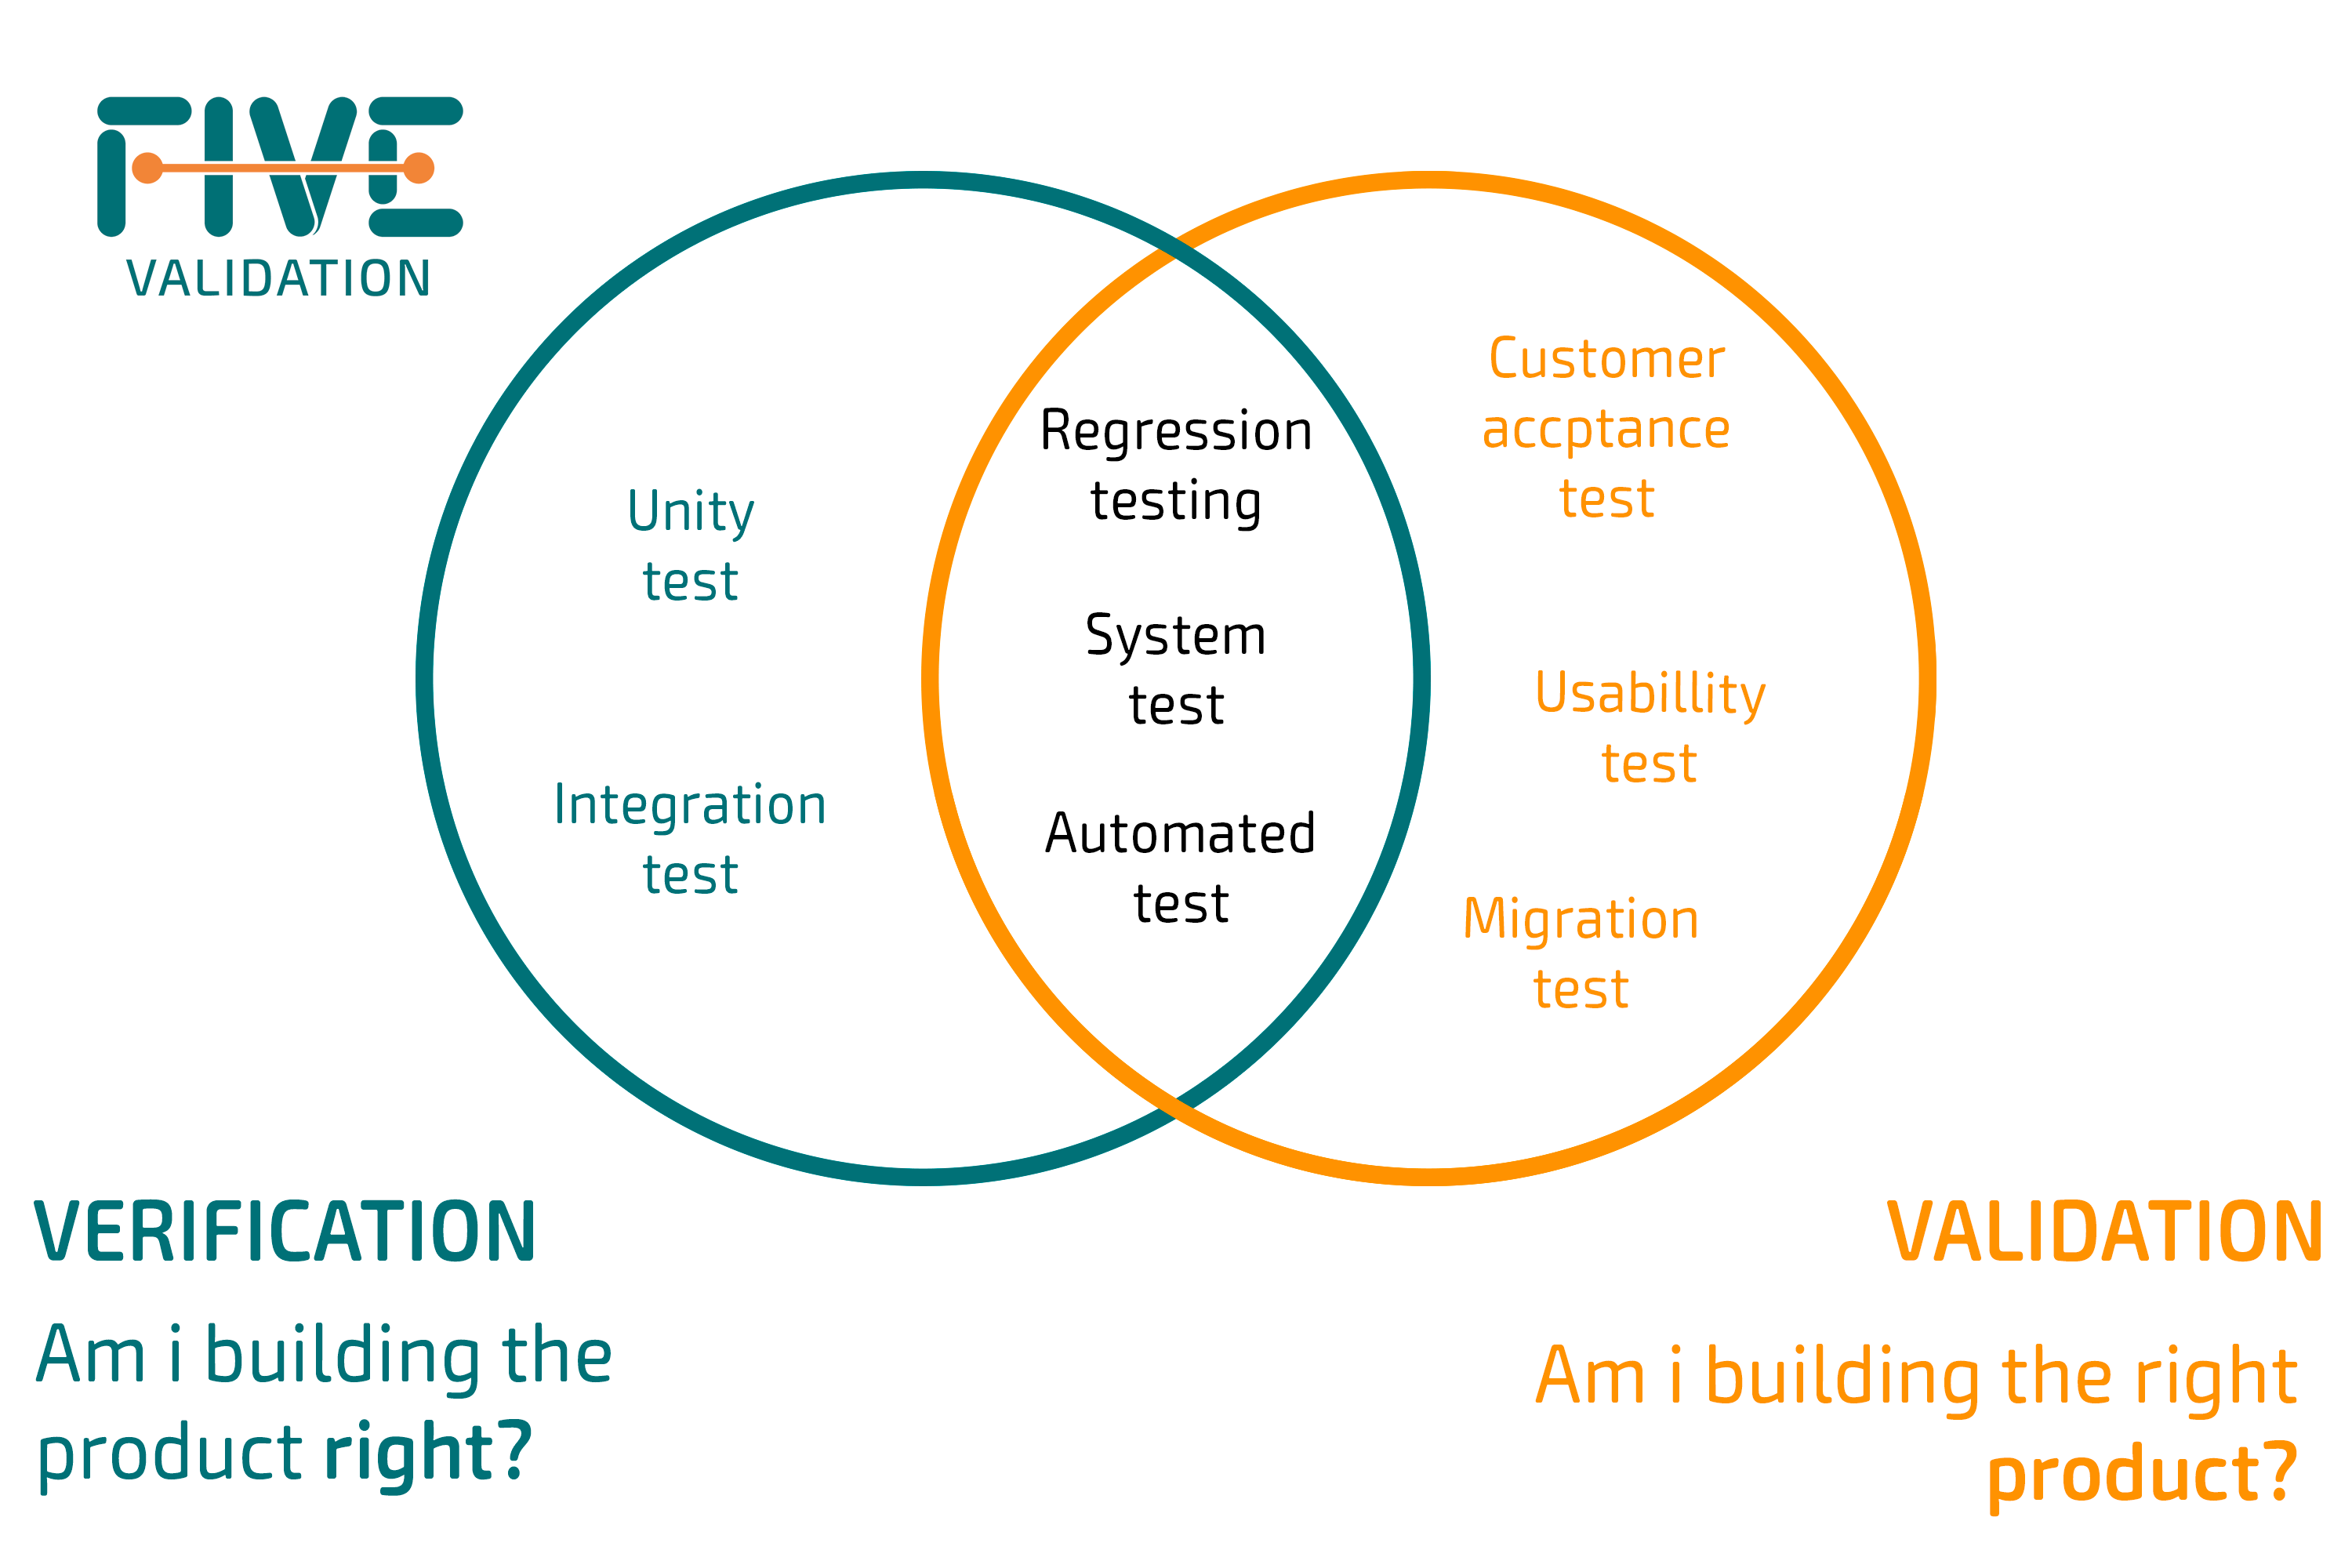 FIVE
VALIDATION
Unity
test
Integration
test
Regression
testing
System
test
Automated
test
Customer
accptance
test
Usabillity
test
Migration
test
VERIFICATION
Am i building the
product right?
VALIDATION
Am i building the right
product?